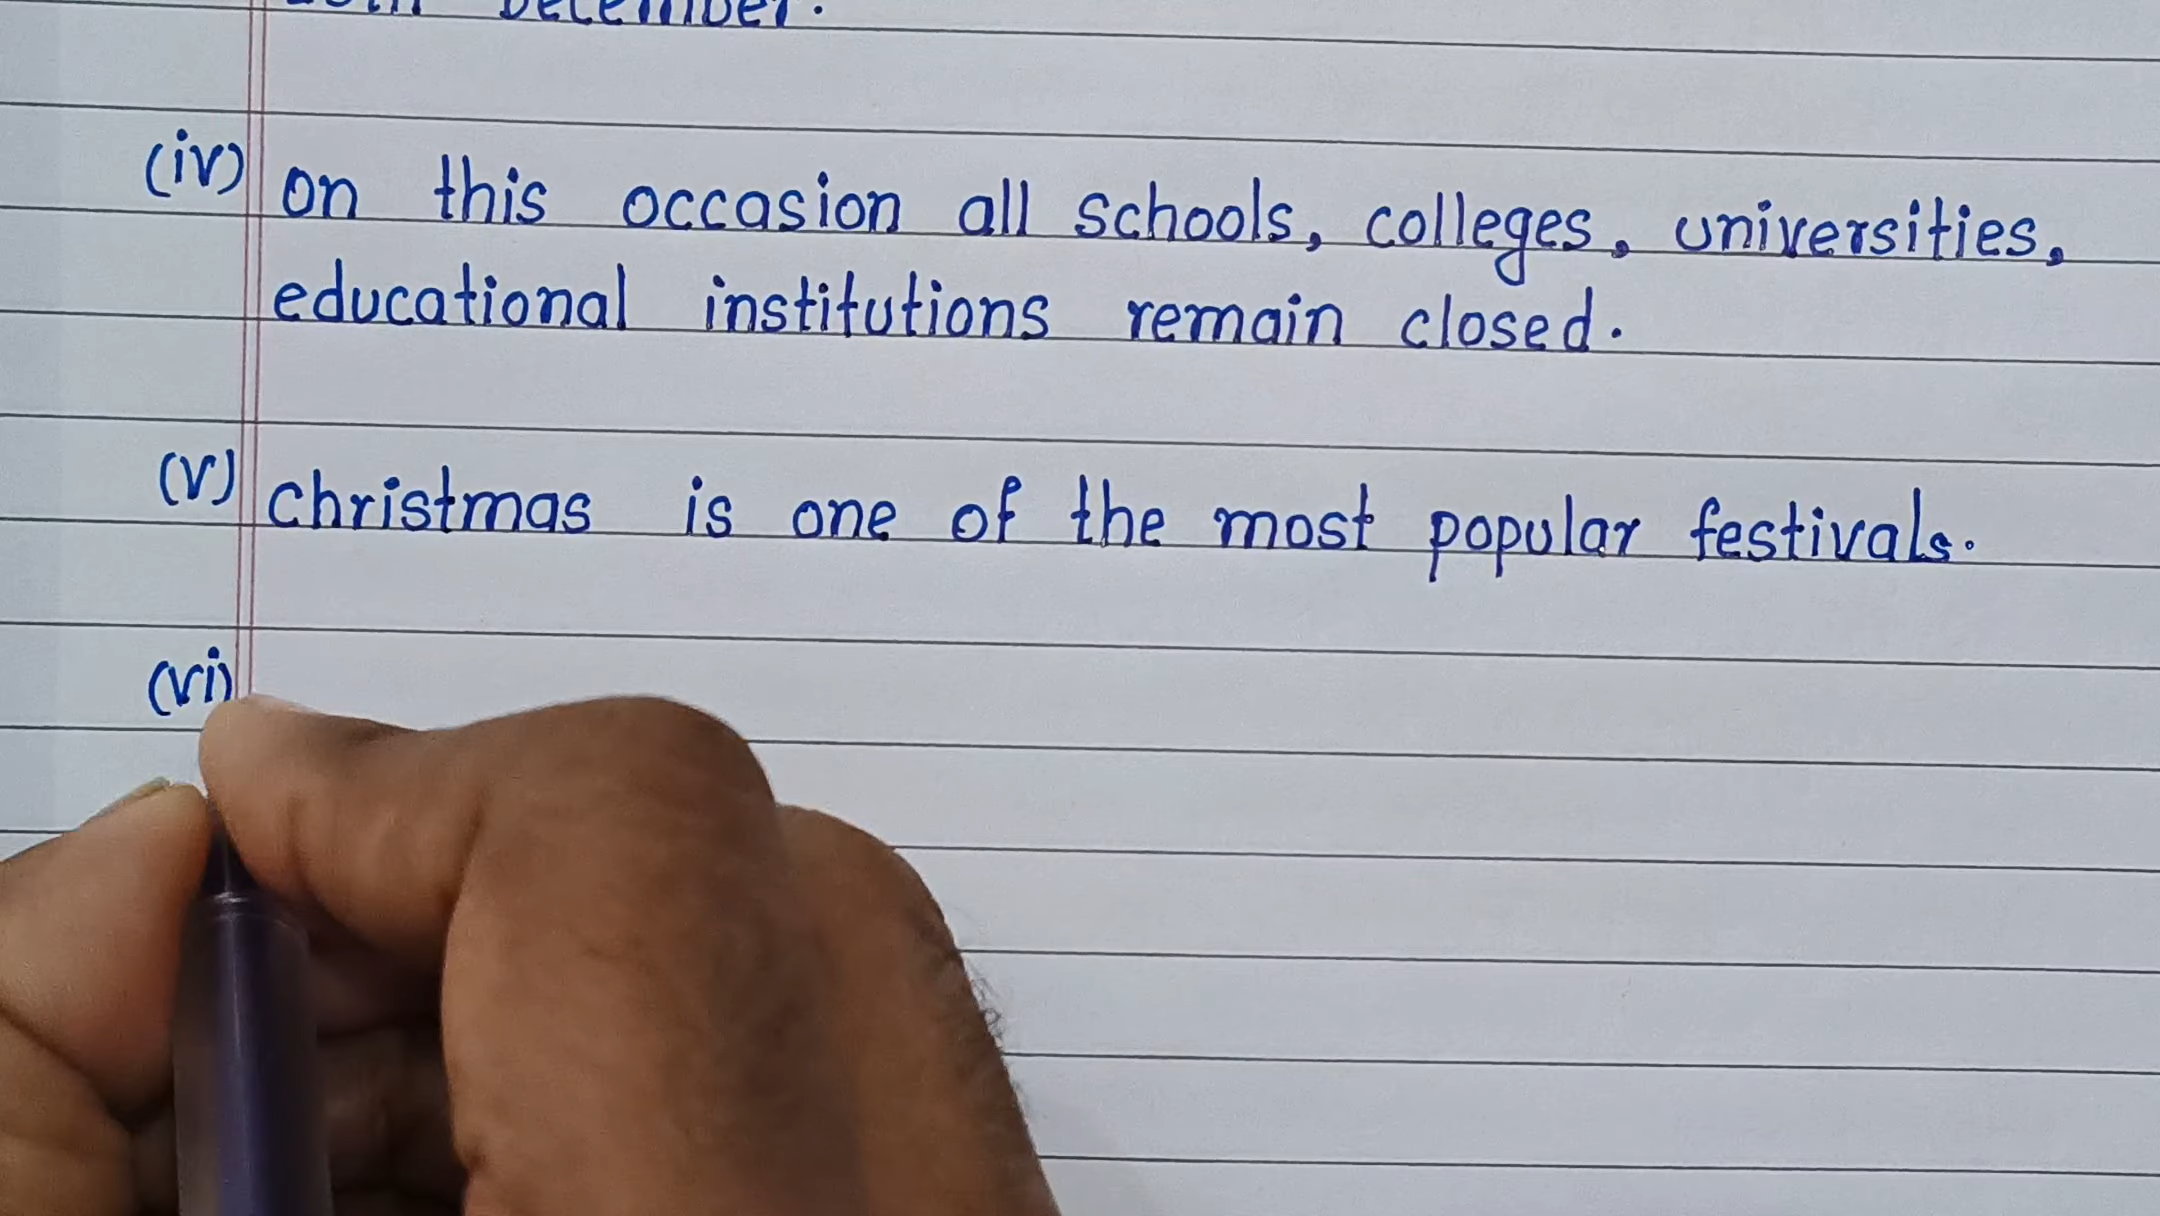 December.
(iv) on this occasion all schools, colleges, universities,
educational institutions remain closed.
(v) christmas is one of the most popular festivals.
(vi)